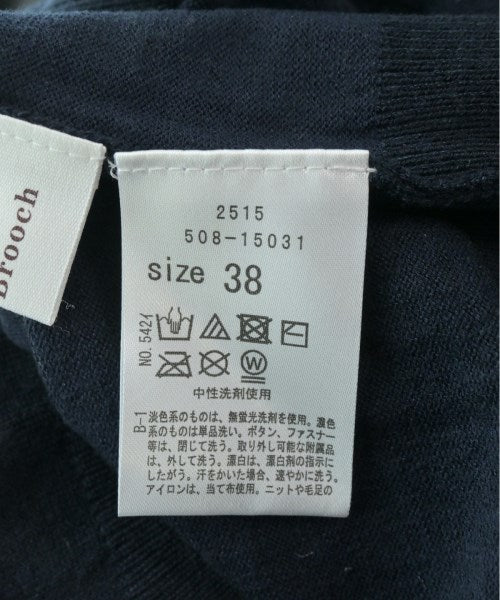 Brooch
2515
508-15031
size 38
NO.5421
中性洗剤使用
B-1
淡色系のものは、無蛍光洗剤を使用。濃色
系のものは単品洗い。ボタン、ファスナー
等は、閉じて洗う。取り外し可能な附属品
は、外して洗う。漂白は、漂白剤の指示に
したがう。汗をかいた場合、速やかに洗う。
アイロンは、当て布使用。ニットや毛足の